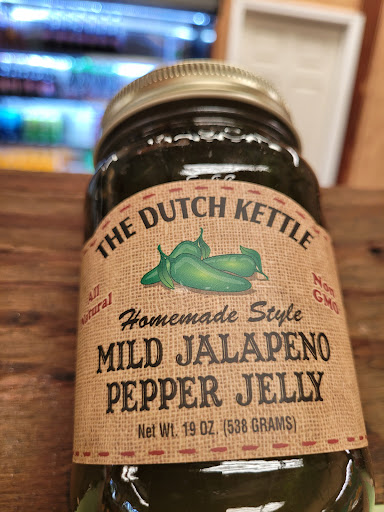 THE DUTCH KETTLE
All
Natural
Non
GMO
Homemade Style
MILD JALAPENO
PEPPER JELLY
Net Wt. 19 OZ. (538 GRAMS)